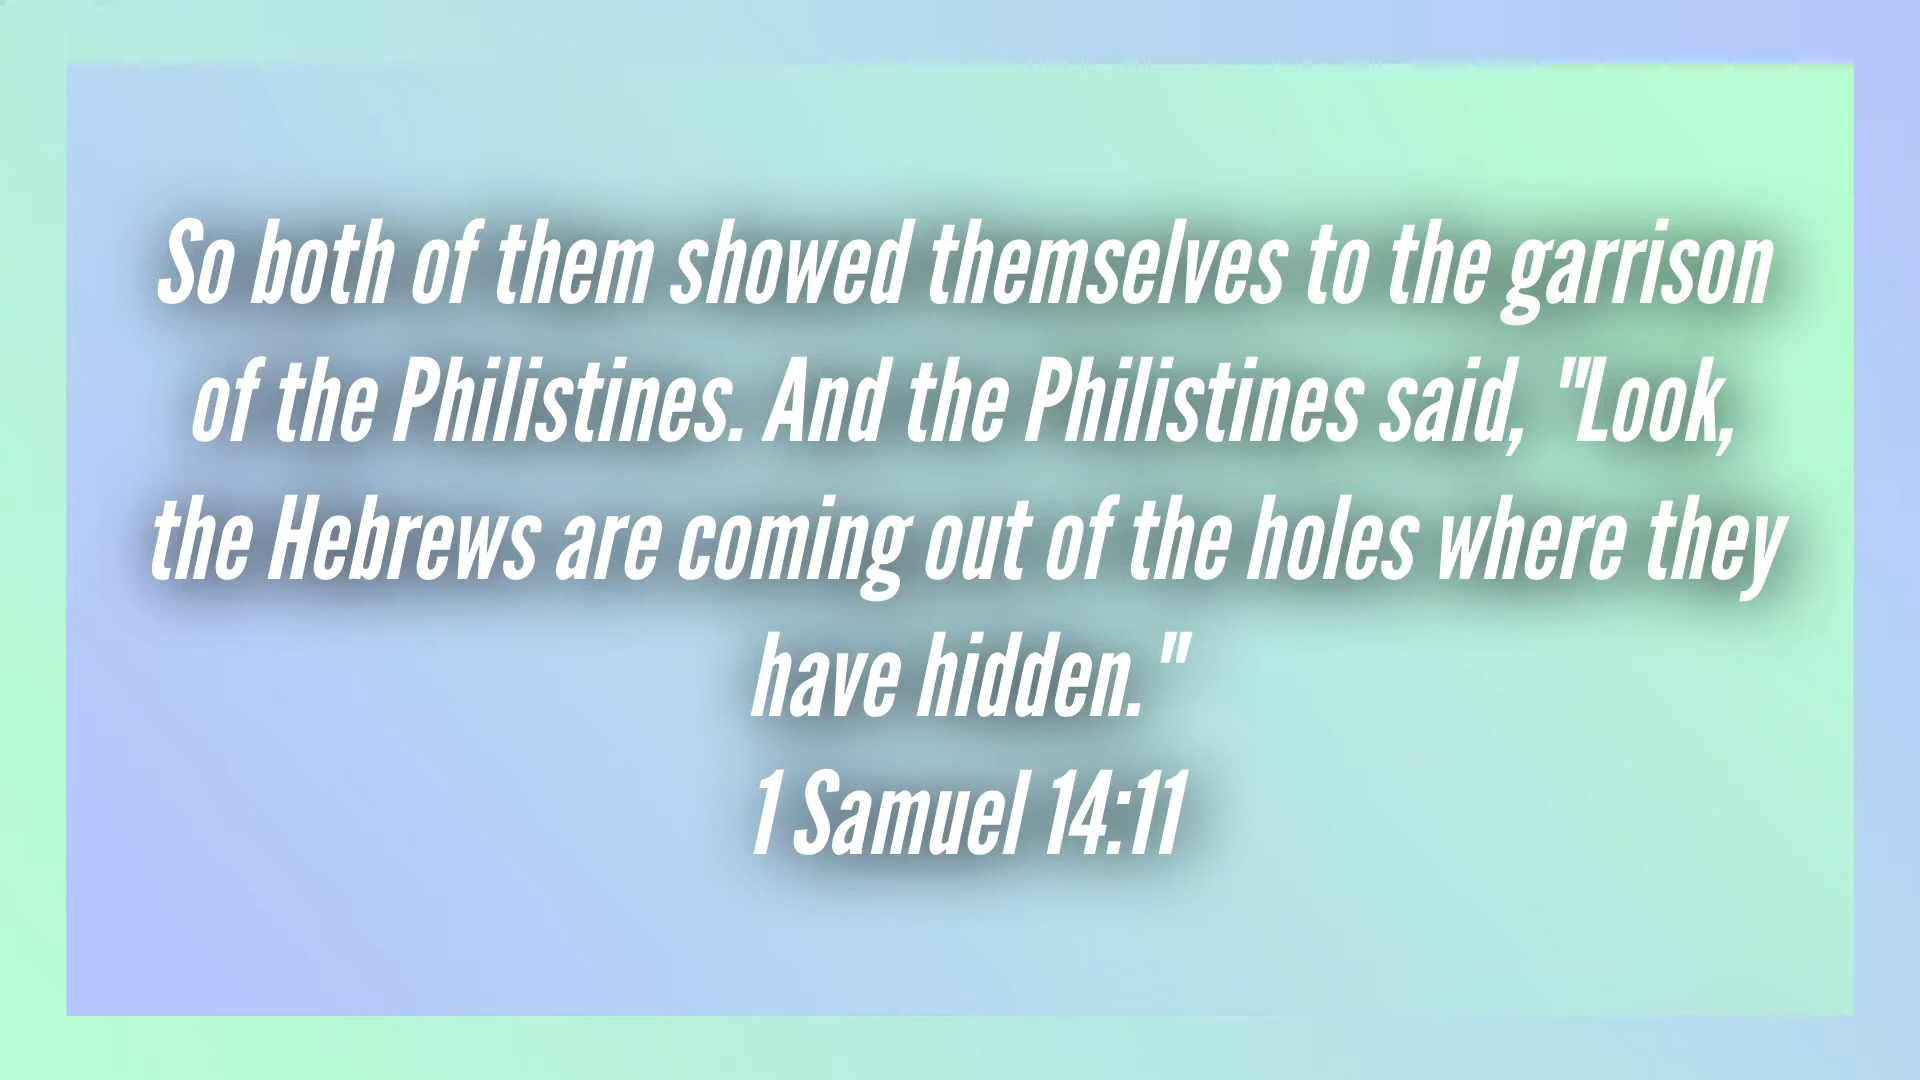 So both of them showed themselves to the garrison
of the Philistines. And the Philistines said, "Look,
the Hebrews are coming out of the holes where they
have hidden."
1 Samuel 14:11